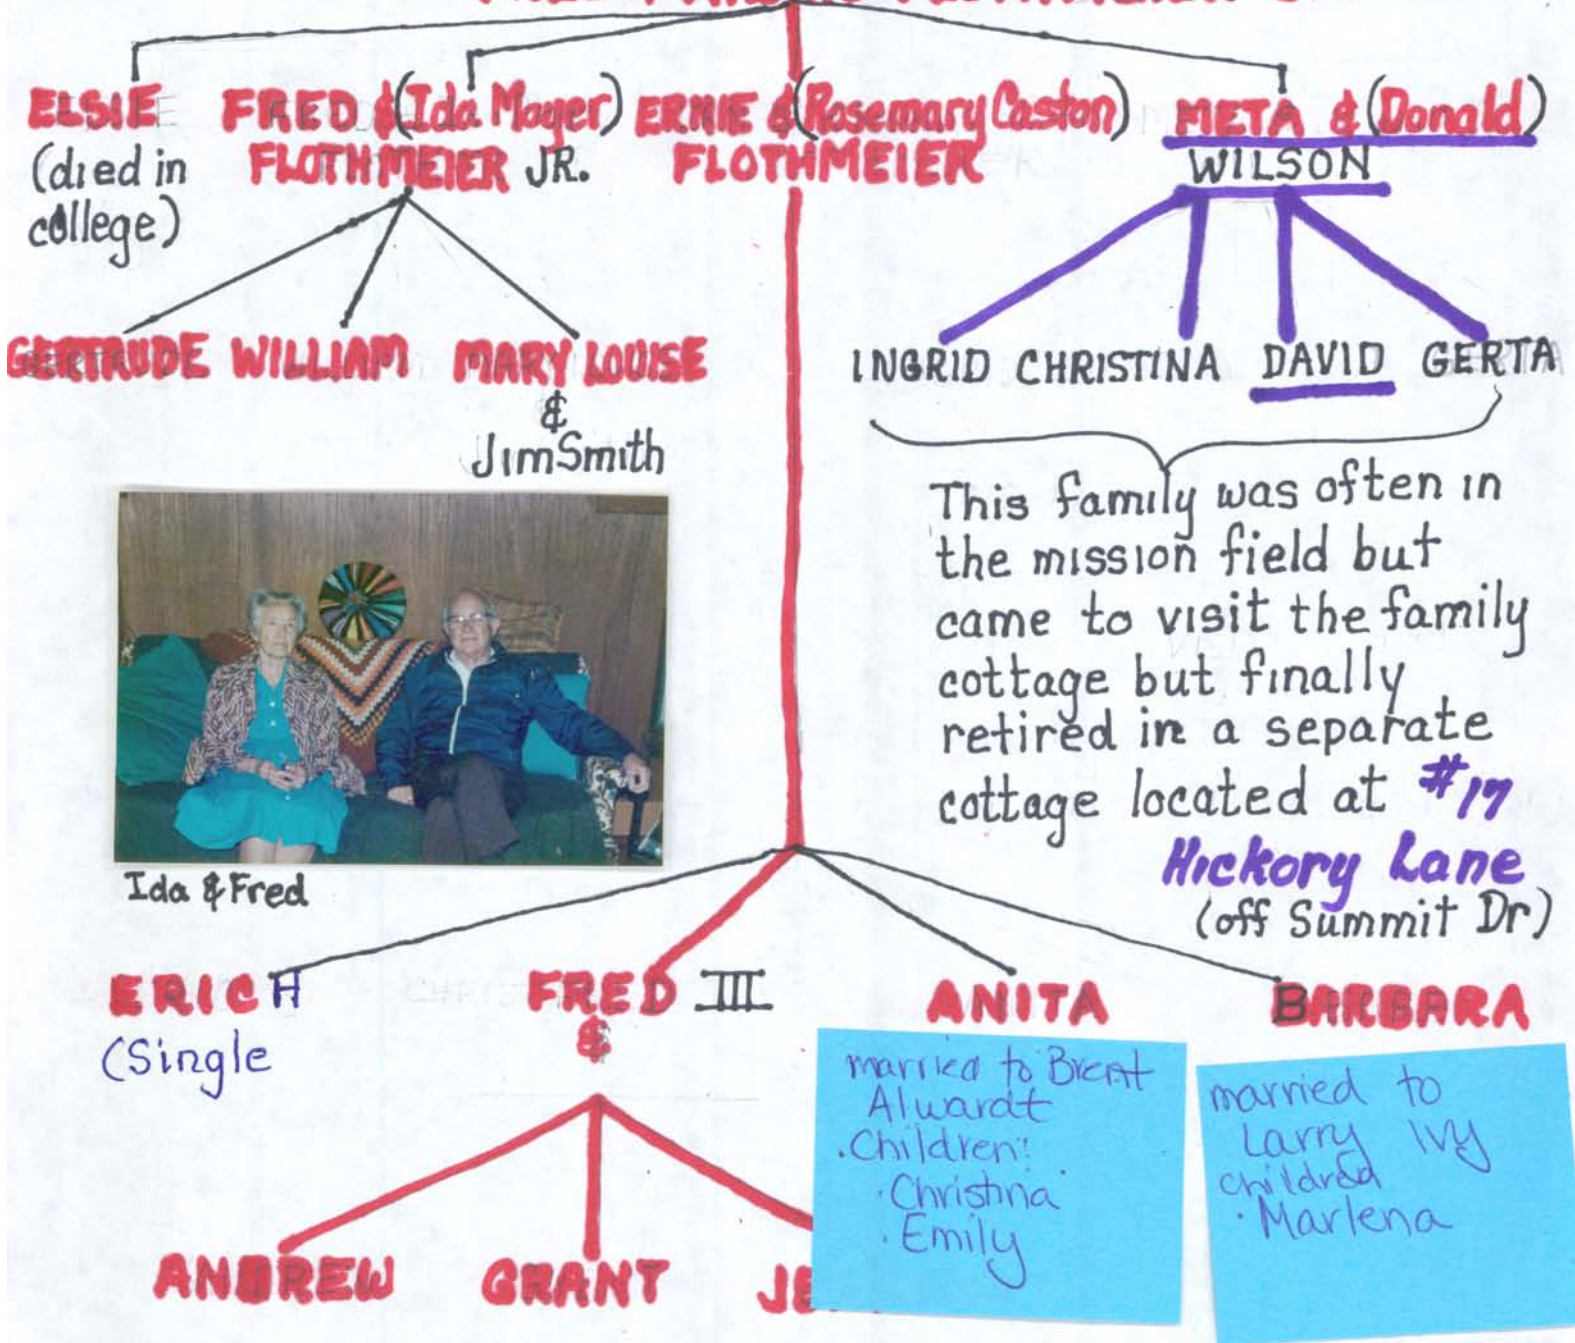 ELSIE FRED & (Ida Mayer) ERNIE & (Rosemary Caston) META & (Donald)
(died in FLOTHMEIER JR. FLOTHMEIER WILSON
college)
GERTRUDE WILLIAM MARY LOUISE INGRID CHRISTINA DAVID GERTA
&
Jim Smith
This family was often in
the mission field but
came to visit the family
cottage but finally
retired in a separate
cottage located at #17
Hickory Lane
(off Summit Dr)
Ida & Fred
ERICH FRED III ANITA BARBARA
(Single &
married to Brent
Alwardt
.Children:
.Christina
.Emily
married to
Larry Ivy
children
.Marlena
ANDREW GRANT